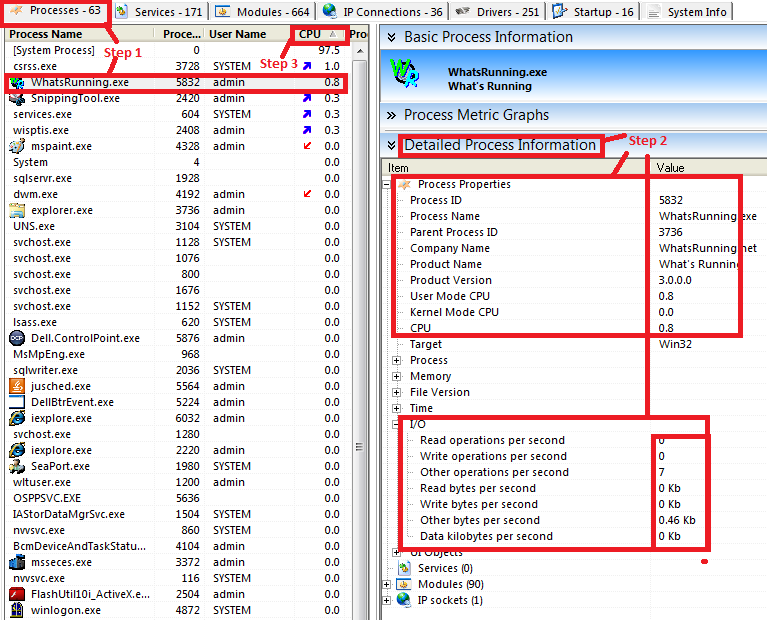 Processes - 63 Services - 171 Modules - 664 IP Connections - 36 Drivers - 251 Startup - 16 System Info
Process Name Proce... User Name CPU Pro
[System Process] 0 97.5
Step 1
csrss.exe 3728 SYSTEM 1.0
Step 3
WhatsRunning.exe 5832 admin 0.8
SnippingTool.exe 2420 admin 0.3
services.exe 604 SYSTEM 0.3
wisptis.exe 2408 admin 0.3
mspaint.exe 4328 admin 0.0
System 4 0.0
sqlservr.exe 1928 0.0
dwm.exe 4192 admin 0.0
explorer.exe 3736 admin 0.0
UNS.exe 3104 SYSTEM 0.0
svchost.exe 1128 SYSTEM 0.0
svchost.exe 1076 0.0
svchost.exe 800 0.0
svchost.exe 1676 0.0
svchost.exe 1152 SYSTEM 0.0
lsass.exe 620 SYSTEM 0.0
Dell.ControlPoint.exe 5876 admin 0.0
MsMpEng.exe 968 0.0
sqlwriter.exe 2036 SYSTEM 0.0
jusched.exe 5564 admin 0.0
DellBtrEvent.exe 5224 admin 0.0
iexplore.exe 6032 admin 0.0
svchost.exe 1280 0.0
iexplore.exe 2220 admin 0.0
SeaPort.exe 1980 SYSTEM 0.0
wltuser.exe 1200 admin 0.0
OSPPSVC.EXE 5636 0.0
IAStorDataMgrSvc.exe 1504 SYSTEM 0.0
nvvsvc.exe 860 SYSTEM 0.0
BcmDeviceAndTaskStatu... 4104 admin 0.0
msseces.exe 3372 admin 0.0
nvvsvc.exe 116 SYSTEM 0.0
FlashUtil10i_ActiveX.e... 2504 admin 0.0
winlogon.exe 4872 SYSTEM 0.0
Basic Process Information
WhatsRunning.exe
What's Running
Process Metric Graphs
Detailed Process Information
Step 2
Item Value
Process Properties
Process ID 5832
Process Name WhatsRunning.exe
Parent Process ID 3736
Company Name WhatsRunning.net
Product Name What's Running
Product Version 3.0.0.0
User Mode CPU 0.8
Kernel Mode CPU 0.0
CPU 0.8
Target Win32
Process
Memory
File Version
Time
I/O
Read operations per second 0
Write operations per second 0
Other operations per second 7
Read bytes per second 0 Kb
Write bytes per second 0 Kb
Other bytes per second 0.46 Kb
Data kilobytes per second 0 Kb
UI Objects
Services (0)
Modules (90)
IP sockets (1)